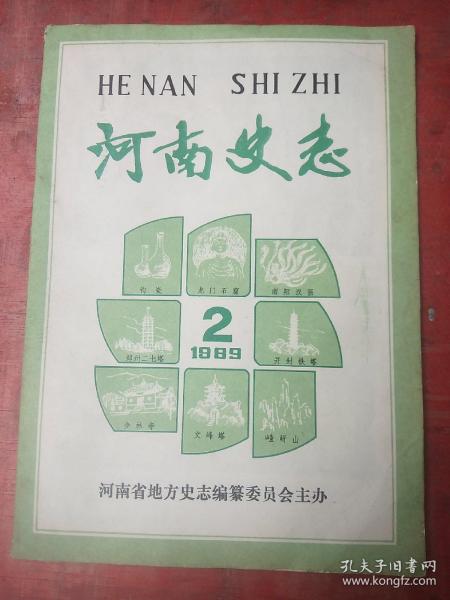 HE NAN SHI ZHI
河南史志
钧瓷
龙门石窟
南阳汉画
郑州二七塔
2
1989
开封铁塔
少林寺
文峰塔
嵖岈山
河南省地方史志编纂委员会主办
孔夫子旧书网
www.kongfz.com